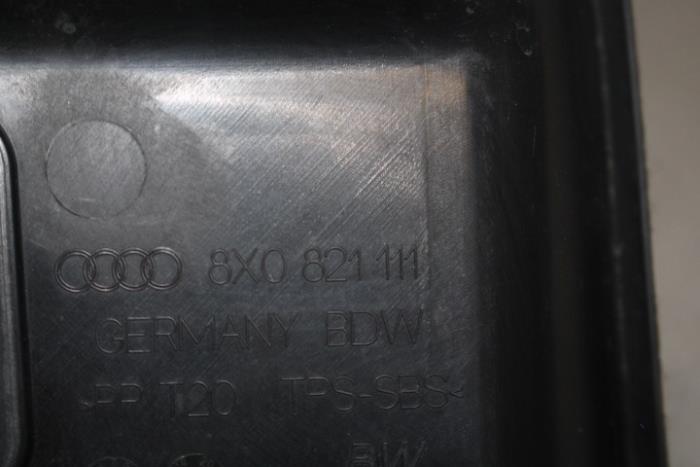 8X0 821 111
GERMANY BDW
>PP T20 TPS-SBS<